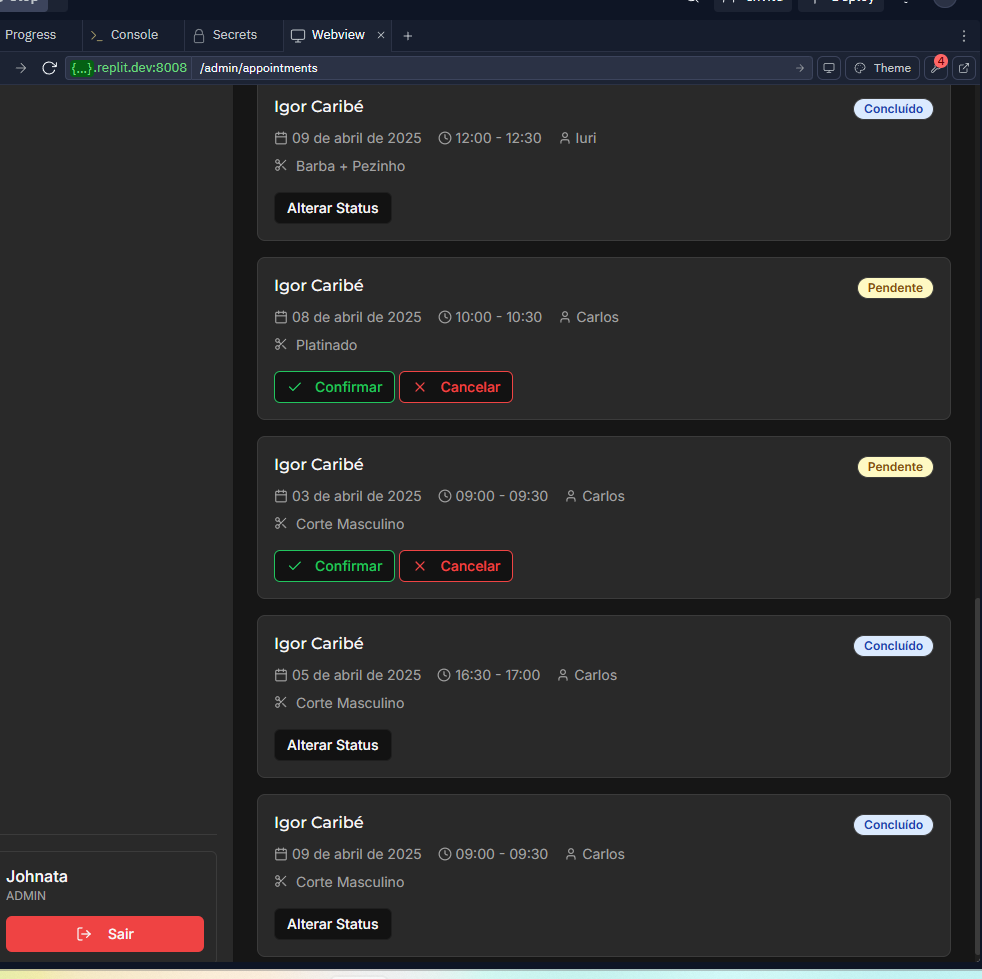 Progress
Console
Secrets
Webview
{...}.replit.dev:8008 /admin/appointments
Theme
4
Igor Caribé
Concluído
09 de abril de 2025 12:00 - 12:30 Iuri
Barba + Pezinho
Alterar Status
Igor Caribé
Pendente
08 de abril de 2025 10:00 - 10:30 Carlos
Platinado
Confirmar Cancelar
Igor Caribé
Pendente
03 de abril de 2025 09:00 - 09:30 Carlos
Corte Masculino
Confirmar Cancelar
Igor Caribé
Concluído
05 de abril de 2025 16:30 - 17:00 Carlos
Corte Masculino
Alterar Status
Igor Caribé
Concluído
09 de abril de 2025 09:00 - 09:30 Carlos
Corte Masculino
Alterar Status
Johnata
ADMIN
Sair